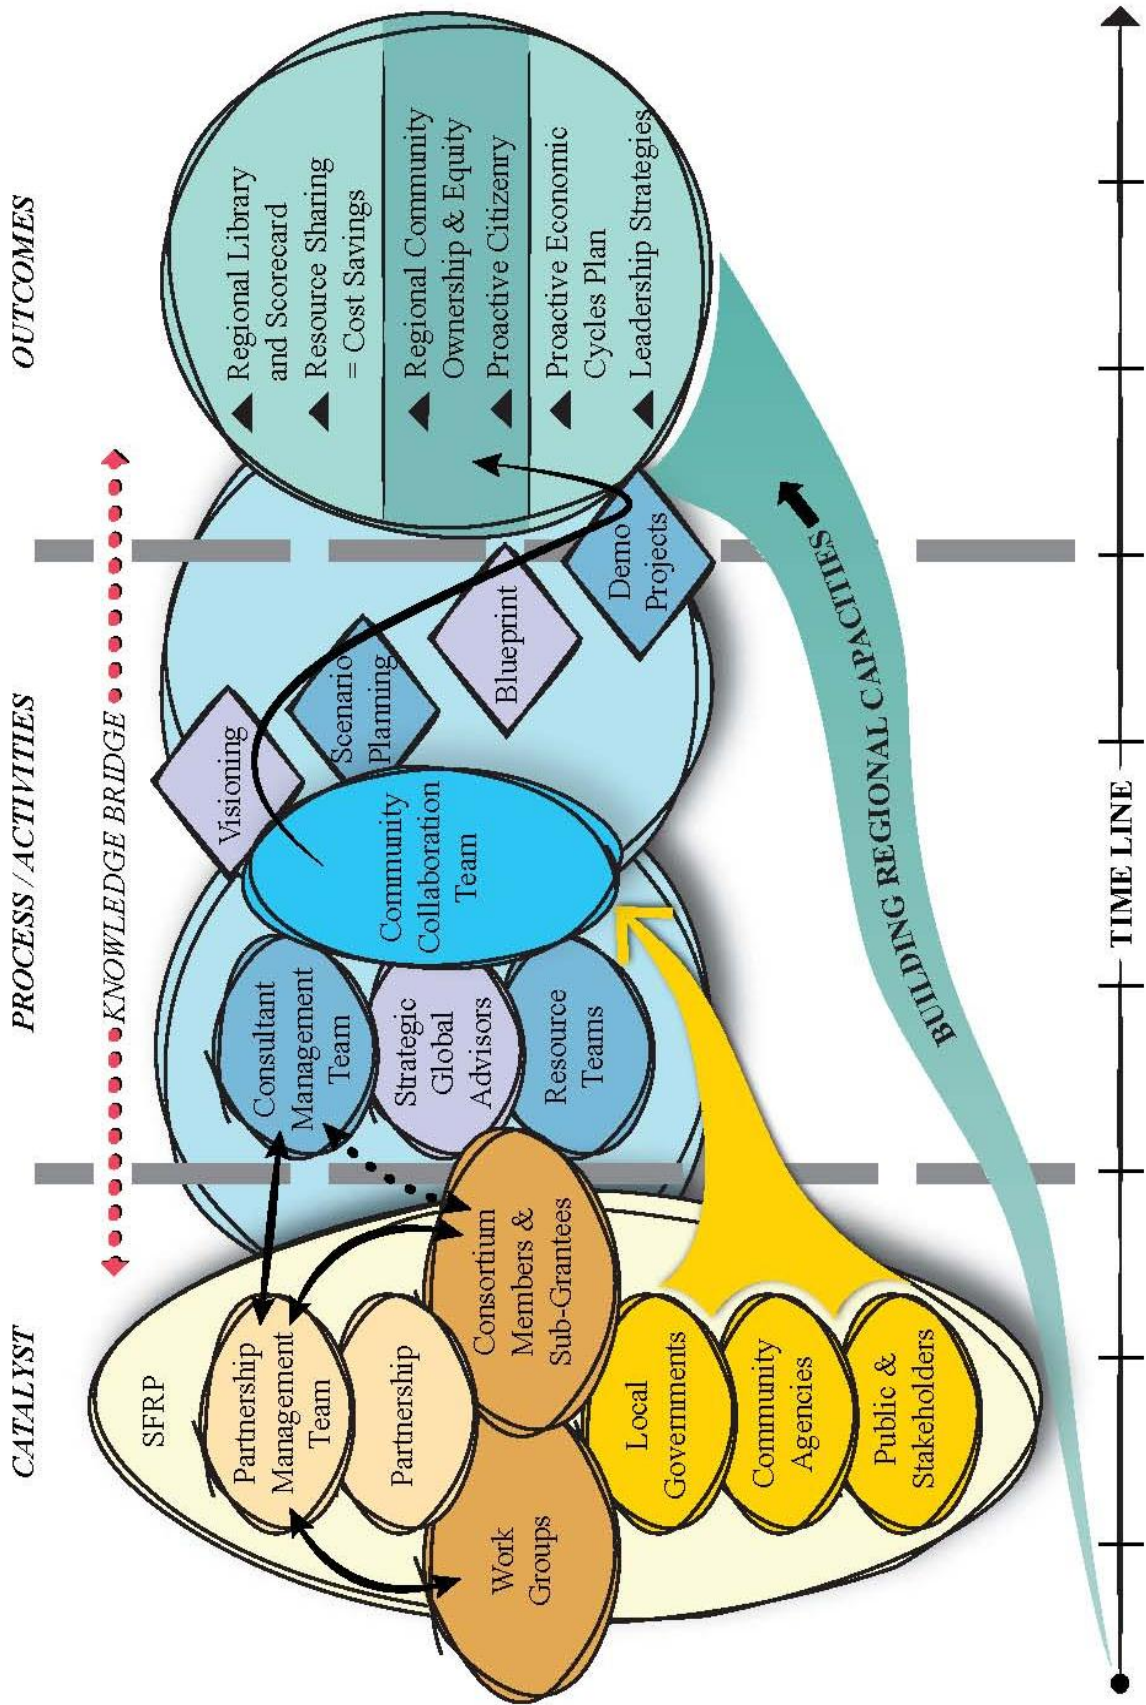 CATALYST
PROCESS / ACTIVITIES
OUTCOMES
KNOWLEDGE BRIDGE
SFRP
Partnership
Management
Team
Partnership
Work
Groups
Consortium
Members &
Sub-Grantees
Local
Governments
Community
Agencies
Public &
Stakeholders
Consultant
Management
Team
Strategic
Global
Advisors
Resource
Teams
Community
Collaboration
Team
Visioning
Scenario
Planning
Blueprint
Demo
Projects
Regional Library
and Scorecard
Resource Sharing
= Cost Savings
Regional Community
Ownership & Equity
Proactive Citizenry
Proactive Economic
Cycles Plan
Leadership Strategies
BUILDING REGIONAL CAPACITIES
TIME LINE